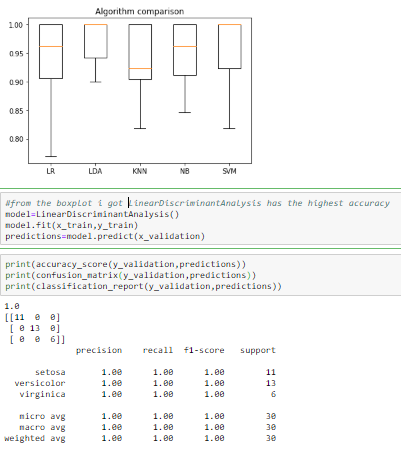 Algorithm comparison
1.00
0.95
0.90
0.85
0.80
LR LDA KNN NB SVM
#from the boxplot i got LinearDiscriminantAnalysis has the highest accuracy
model=LinearDiscriminantAnalysis()
model.fit(x_train,y_train)
predictions=model.predict(x_validation)
print(accuracy_score(y_validation,predictions))
print(confusion_matrix(y_validation,predictions))
print(classification_report(y_validation,predictions))
1.0
[[11 0 0]
[ 0 13 0]
[ 0 0 6]]
precision recall f1-score support
setosa 1.00 1.00 1.00 11
versicolor 1.00 1.00 1.00 13
virginica 1.00 1.00 1.00 6
micro avg 1.00 1.00 1.00 30
macro avg 1.00 1.00 1.00 30
weighted avg 1.00 1.00 1.00 30